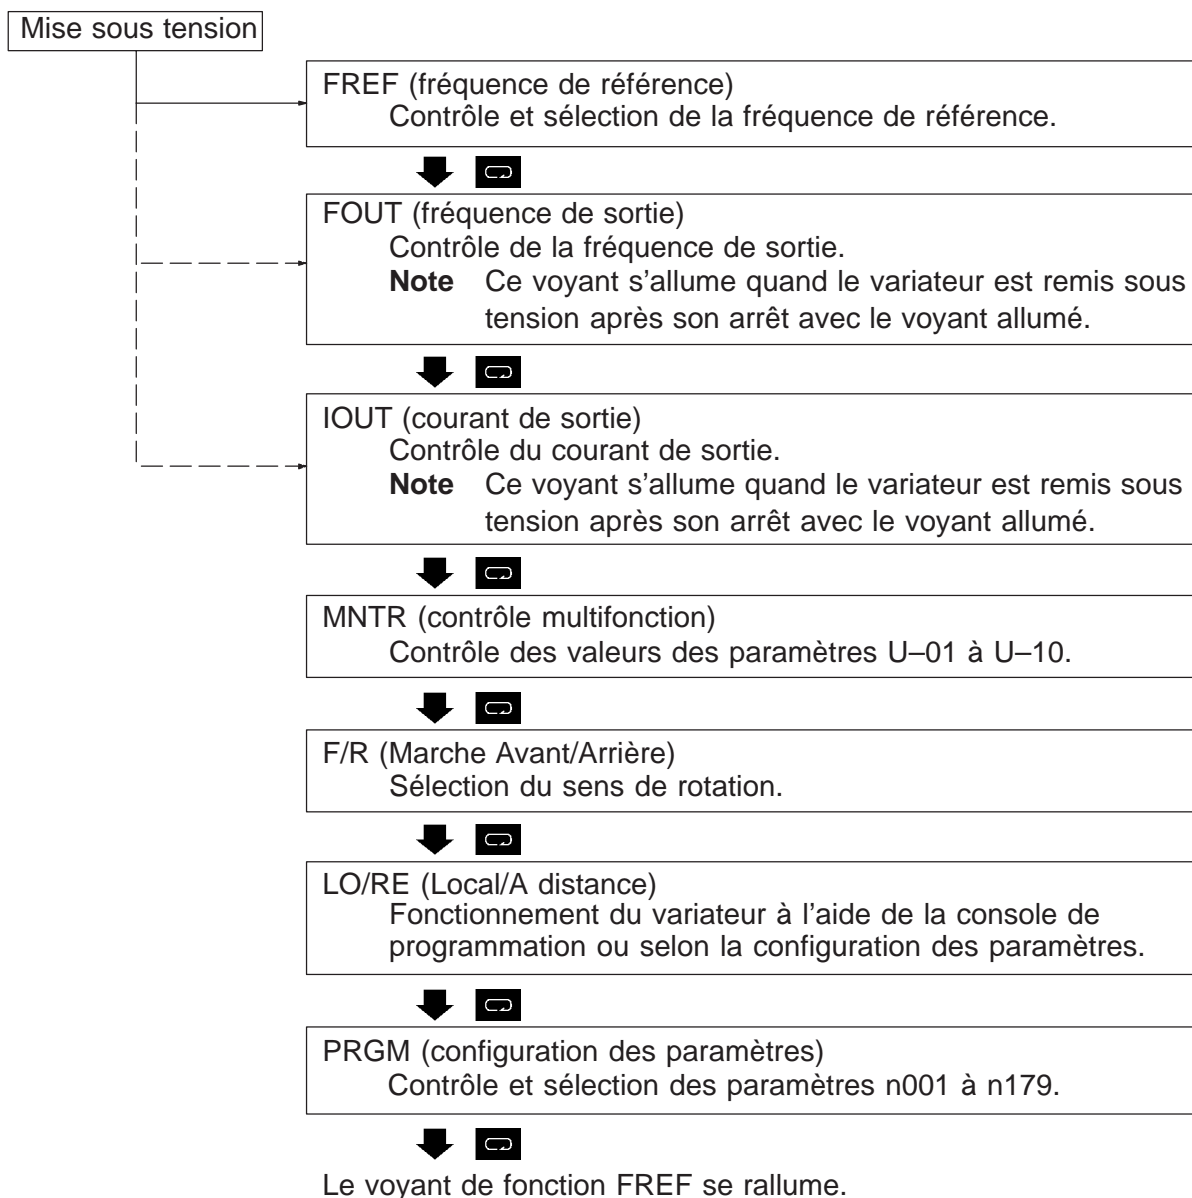 Mise sous tension
FREF (fréquence de référence)
Contrôle et sélection de la fréquence de référence.
FOUT (fréquence de sortie)
Contrôle de la fréquence de sortie.
Note Ce voyant s'allume quand le variateur est remis sous
tension après son arrêt avec le voyant allumé.
IOUT (courant de sortie)
Contrôle du courant de sortie.
Note Ce voyant s'allume quand le variateur est remis sous
tension après son arrêt avec le voyant allumé.
MNTR (contrôle multifonction)
Contrôle des valeurs des paramètres U–01 à U–10.
F/R (Marche Avant/Arrière)
Sélection du sens de rotation.
LO/RE (Local/A distance)
Fonctionnement du variateur à l'aide de la console de
programmation ou selon la configuration des paramètres.
PRGM (configuration des paramètres)
Contrôle et sélection des paramètres n001 à n179.
Le voyant de fonction FREF se rallume.